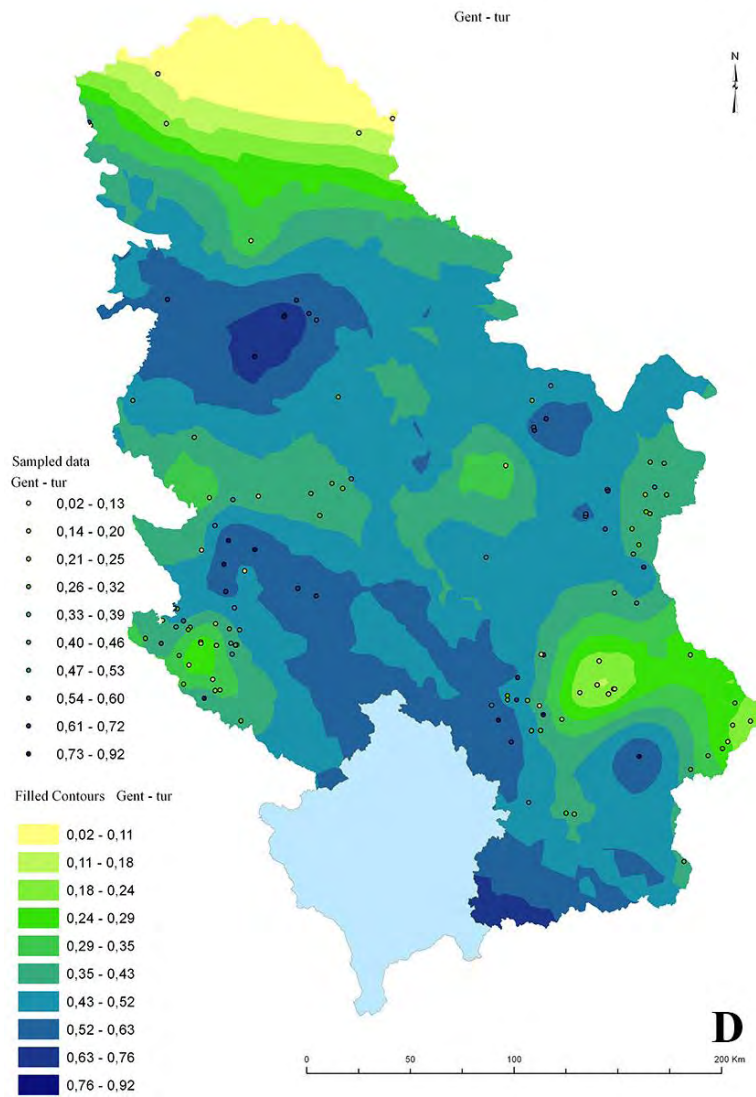 Gent - tur
N
Sampled data
Gent - tur
0,02 - 0,13
0,14 - 0,20
0,21 - 0,25
0,26 - 0,32
0,33 - 0,39
0,40 - 0,46
0,47 - 0,53
0,54 - 0,60
0,61 - 0,72
0,73 - 0,92
Filled Contours Gent - tur
0,02 - 0,11
0,11 - 0,18
0,18 - 0,24
0,24 - 0,29
0,29 - 0,35
0,35 - 0,43
0,43 - 0,52
0,52 - 0,63
0,63 - 0,76
0,76 - 0,92
D
0 50 100 200 Km